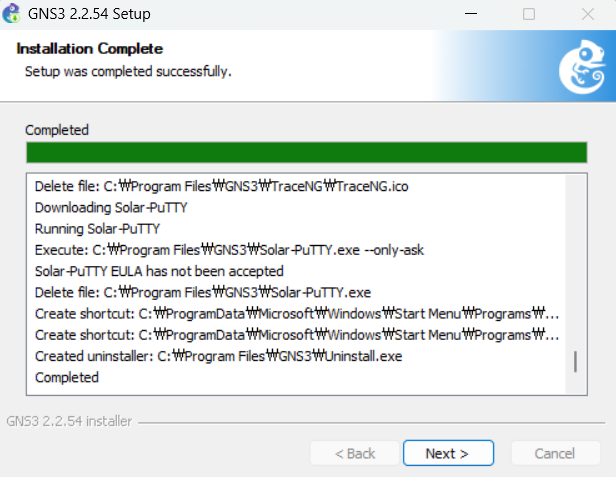 GNS3 2.2.54 Setup
Installation Complete
Setup was completed successfully.
Completed
Delete file: C:₩Program Files₩GNS3₩TraceNG₩TraceNG.ico
Downloading Solar-PuTTY
Running Solar-PuTTY
Execute: C:₩Program Files₩GNS3₩Solar-PuTTY.exe --only-ask
Solar-PuTTY EULA has not been accepted
Delete file: C:₩Program Files₩GNS3₩Solar-PuTTY.exe
Create shortcut: C:₩ProgramData₩Microsoft₩Windows₩Start Menu₩Programs₩...
Create shortcut: C:₩ProgramData₩Microsoft₩Windows₩Start Menu₩Programs₩...
Created uninstaller: C:₩Program Files₩GNS3₩Uninstall.exe
Completed
GNS3 2.2.54 installer
< Back Next > Cancel